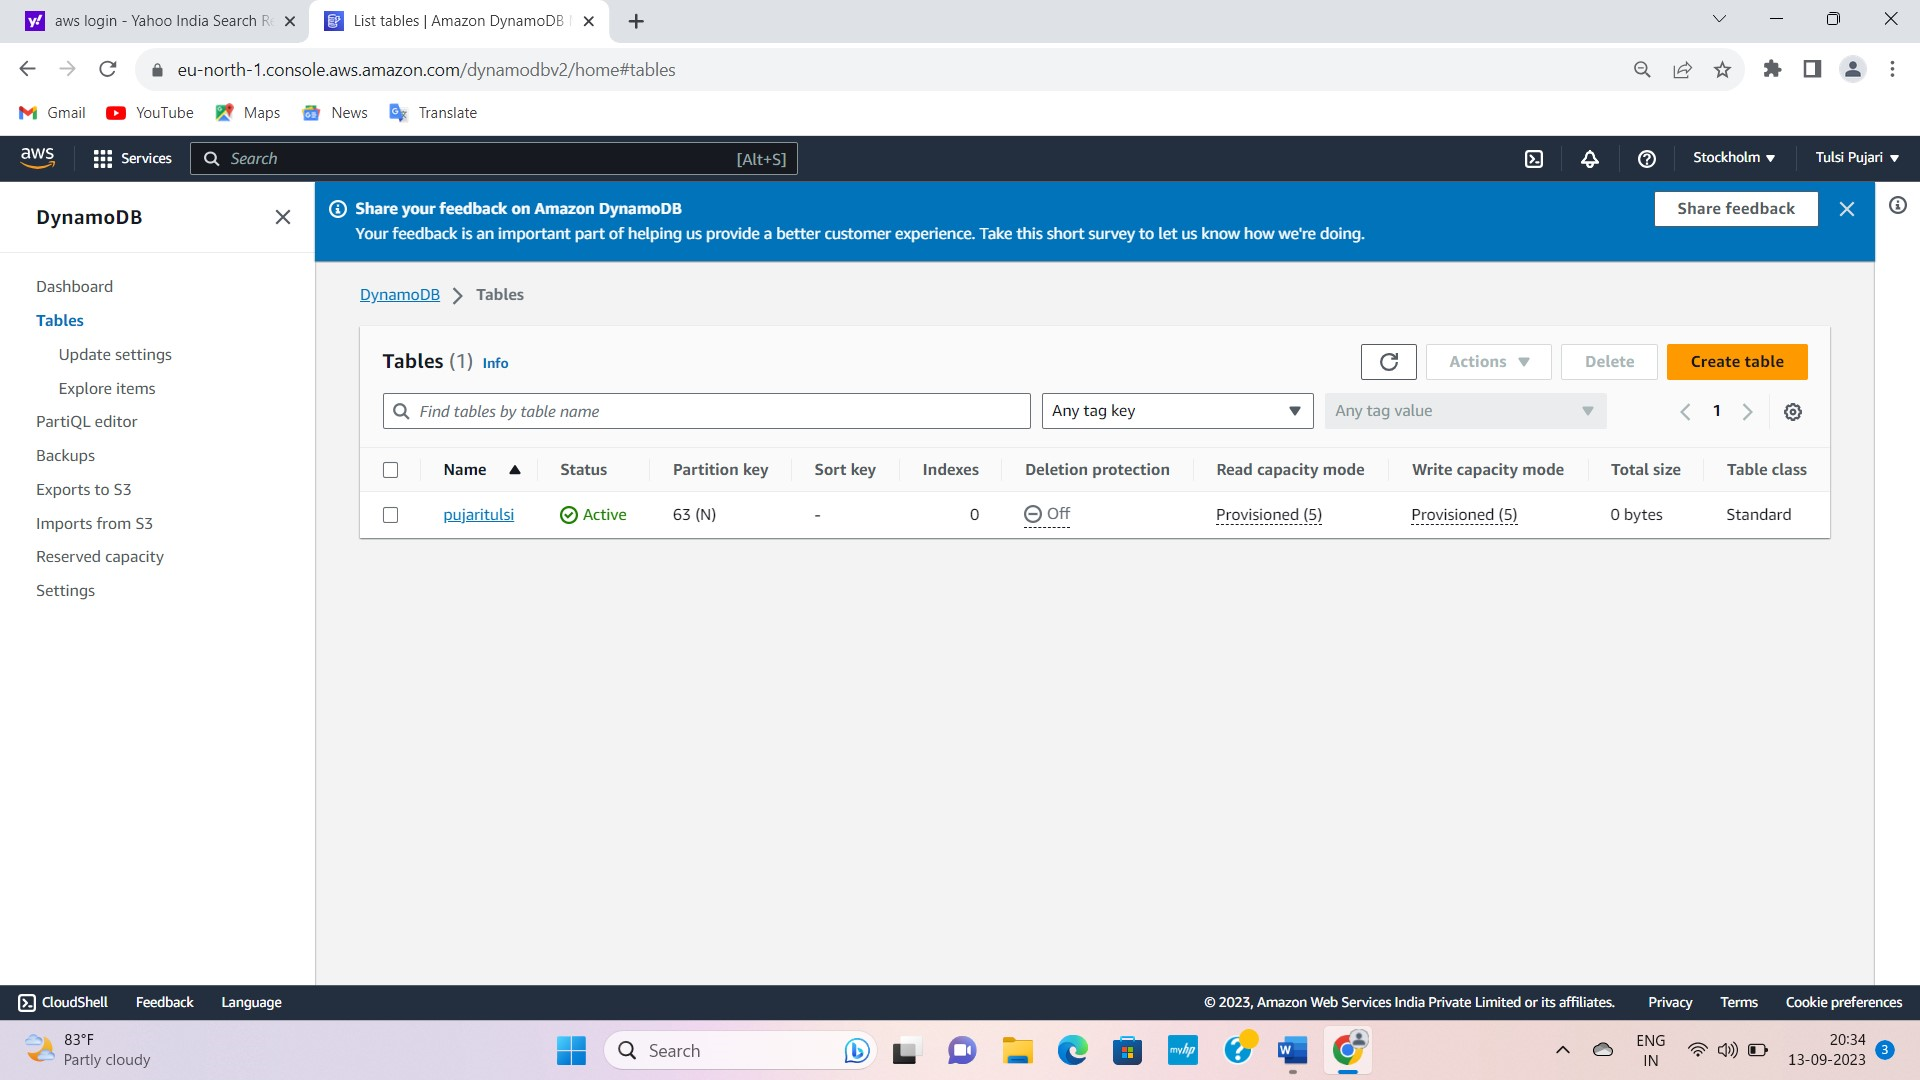 aws login - Yahoo India Search Re
List tables | Amazon DynamoDB
eu-north-1.console.aws.amazon.com/dynamodbv2/home#tables
Gmail YouTube Maps News Translate
aws Services Search [Alt+S] Stockholm Tulsi Pujari
DynamoDB
Dashboard
Tables
Update settings
Explore items
PartiQL editor
Backups
Exports to S3
Imports from S3
Reserved capacity
Settings
Share your feedback on Amazon DynamoDB
Your feedback is an important part of helping us provide a better customer experience. Take this short survey to let us know how we're doing.
Share feedback
DynamoDB Tables
Tables (1) Info
Actions Delete Create table
Find tables by table name Any tag key Any tag value 1
Name Status Partition key Sort key Indexes Deletion protection Read capacity mode Write capacity mode Total size Table class
pujaritulsi Active 63 (N) - 0 Off Provisioned (5) Provisioned (5) 0 bytes Standard
CloudShell Feedback Language © 2023, Amazon Web Services India Private Limited or its affiliates. Privacy Terms Cookie preferences
83°F
Partly cloudy
Search
myhp
ENG
IN
20:34
13-09-2023
3